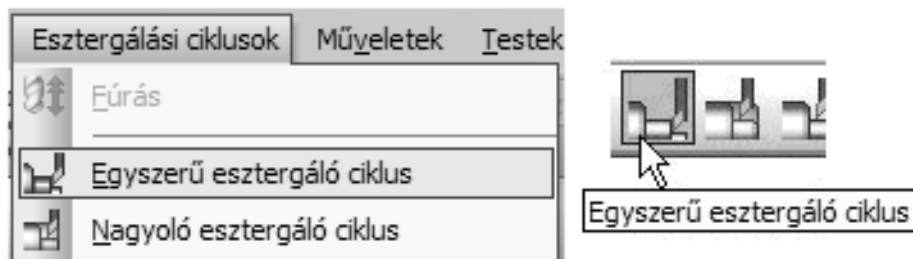 Esztergálási ciklusok Műveletek Testek
Fúrás
Egyszerű esztergáló ciklus
Nagyoló esztergáló ciklus
Egyszerű esztergáló ciklus